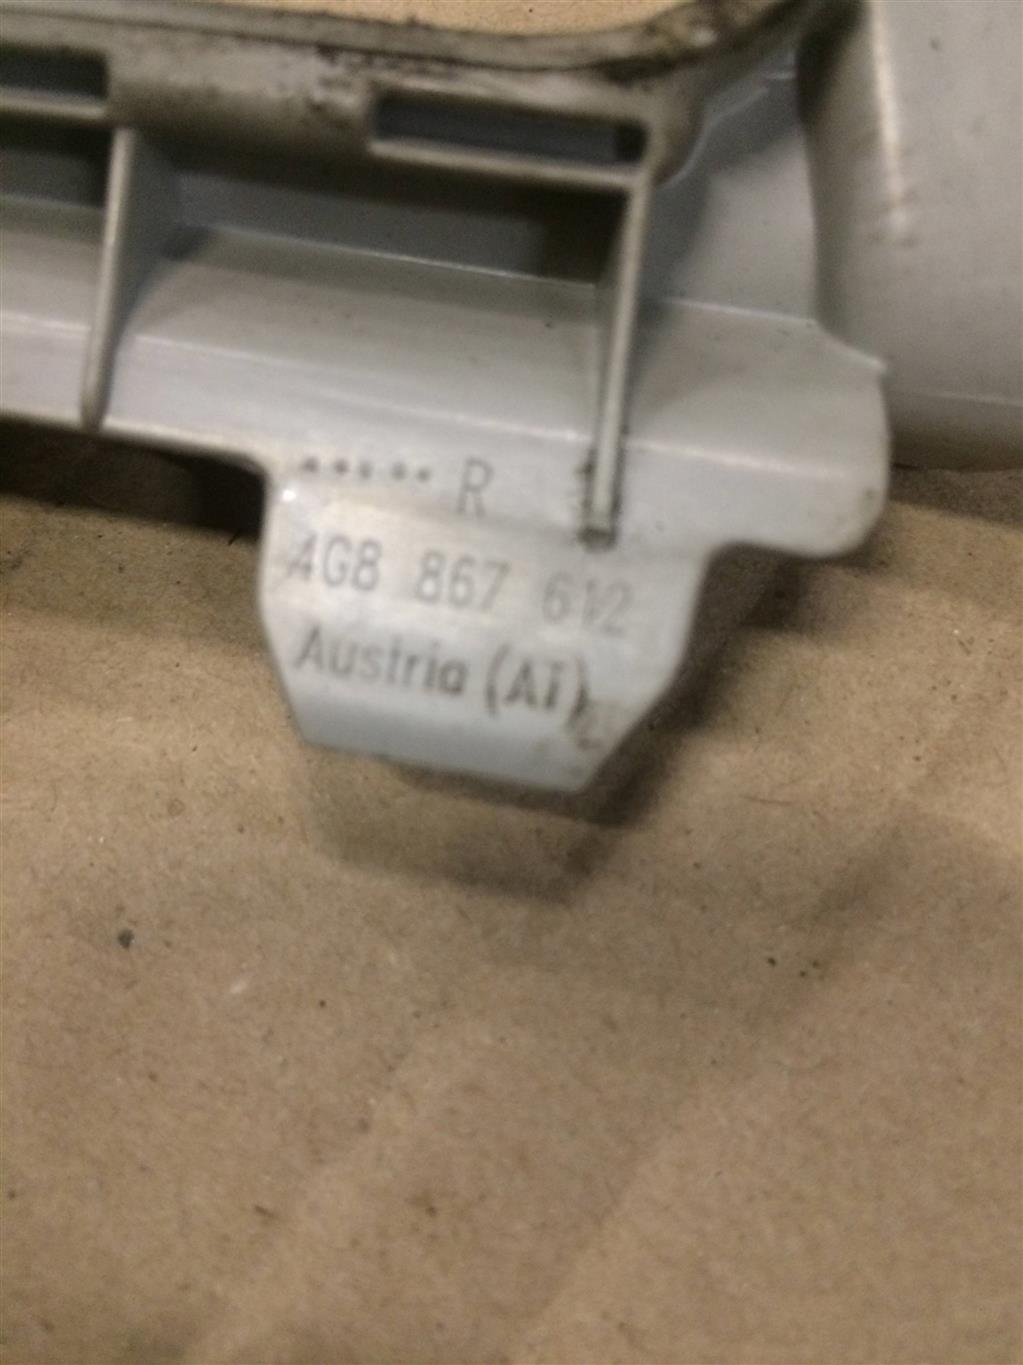 R
4G8 867 612
Austria (AT)